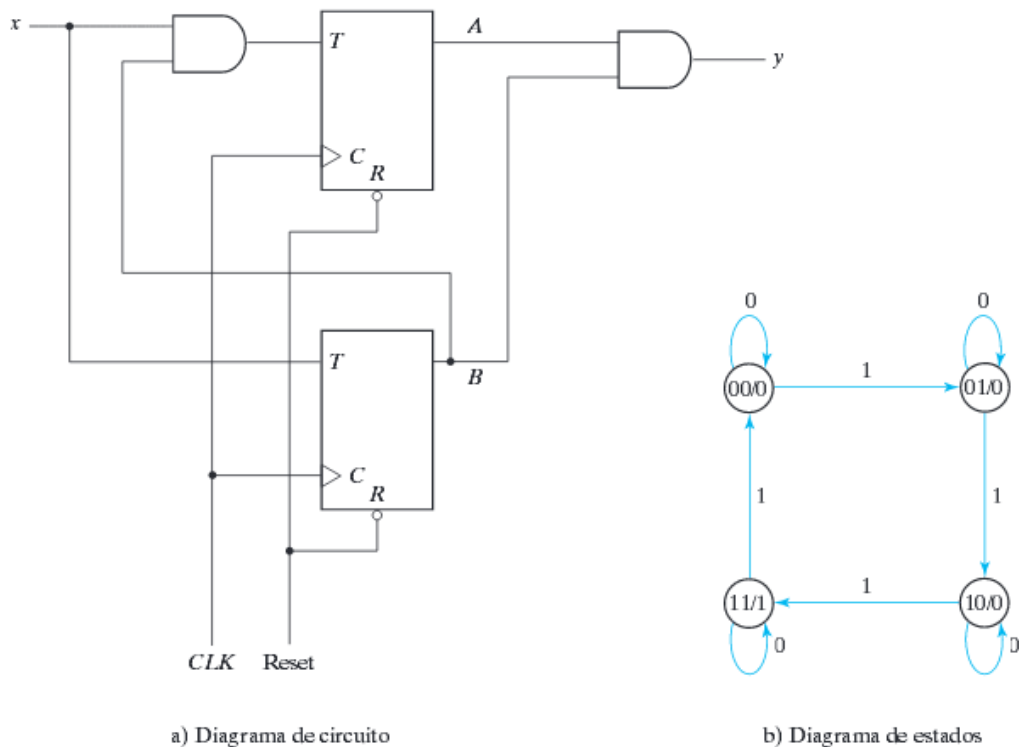 x
T
A
y
C
R
T
B
C
R
CLK Reset
0 0
00/0 1 01/0
1 1
11/1 1 10/0
0 0
a) Diagrama de circuito
b) Diagrama de estados